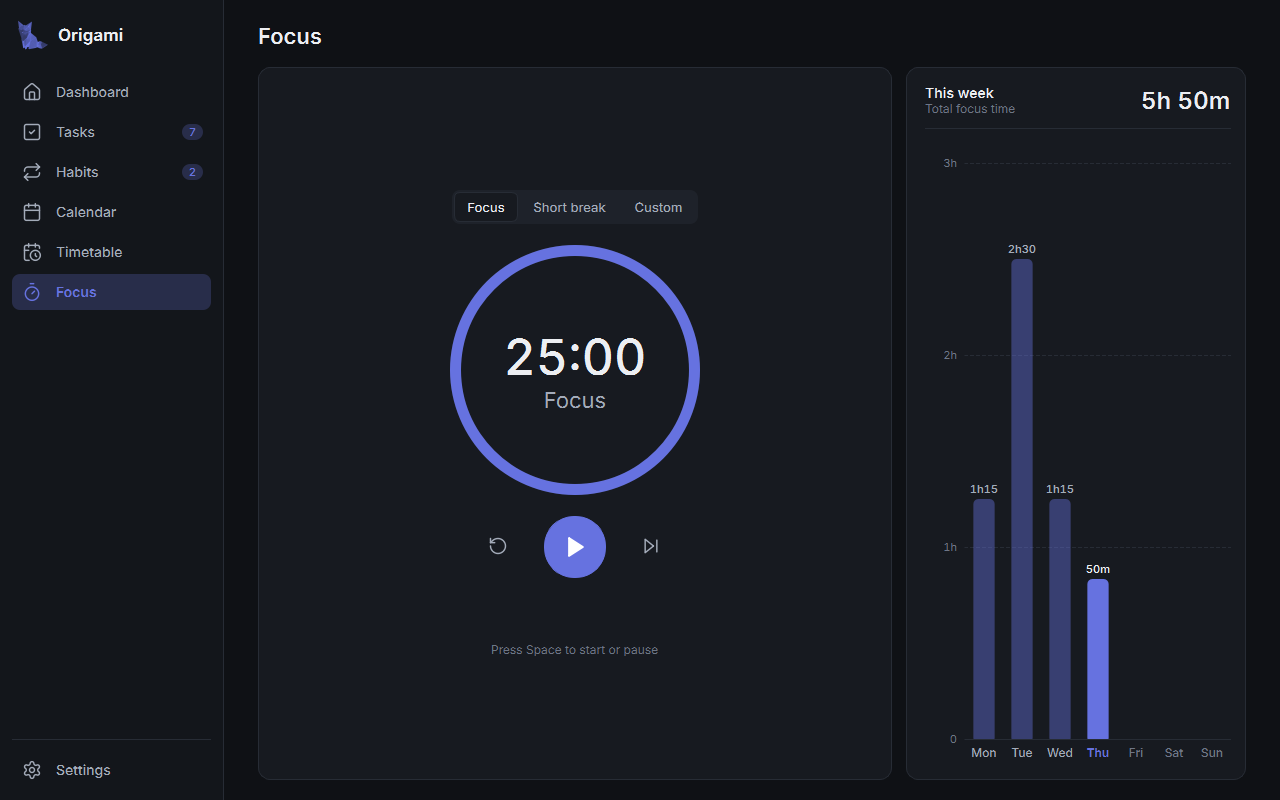 Origami
Dashboard
Tasks 7
Habits 2
Calendar
Timetable
Focus
Settings
Focus
Focus Short break Custom
25:00
Focus
Press Space to start or pause
This week
Total focus time
5h 50m
3h
2h30
2h
1h15 1h15
1h
50m
0
Mon Tue Wed Thu Fri Sat Sun